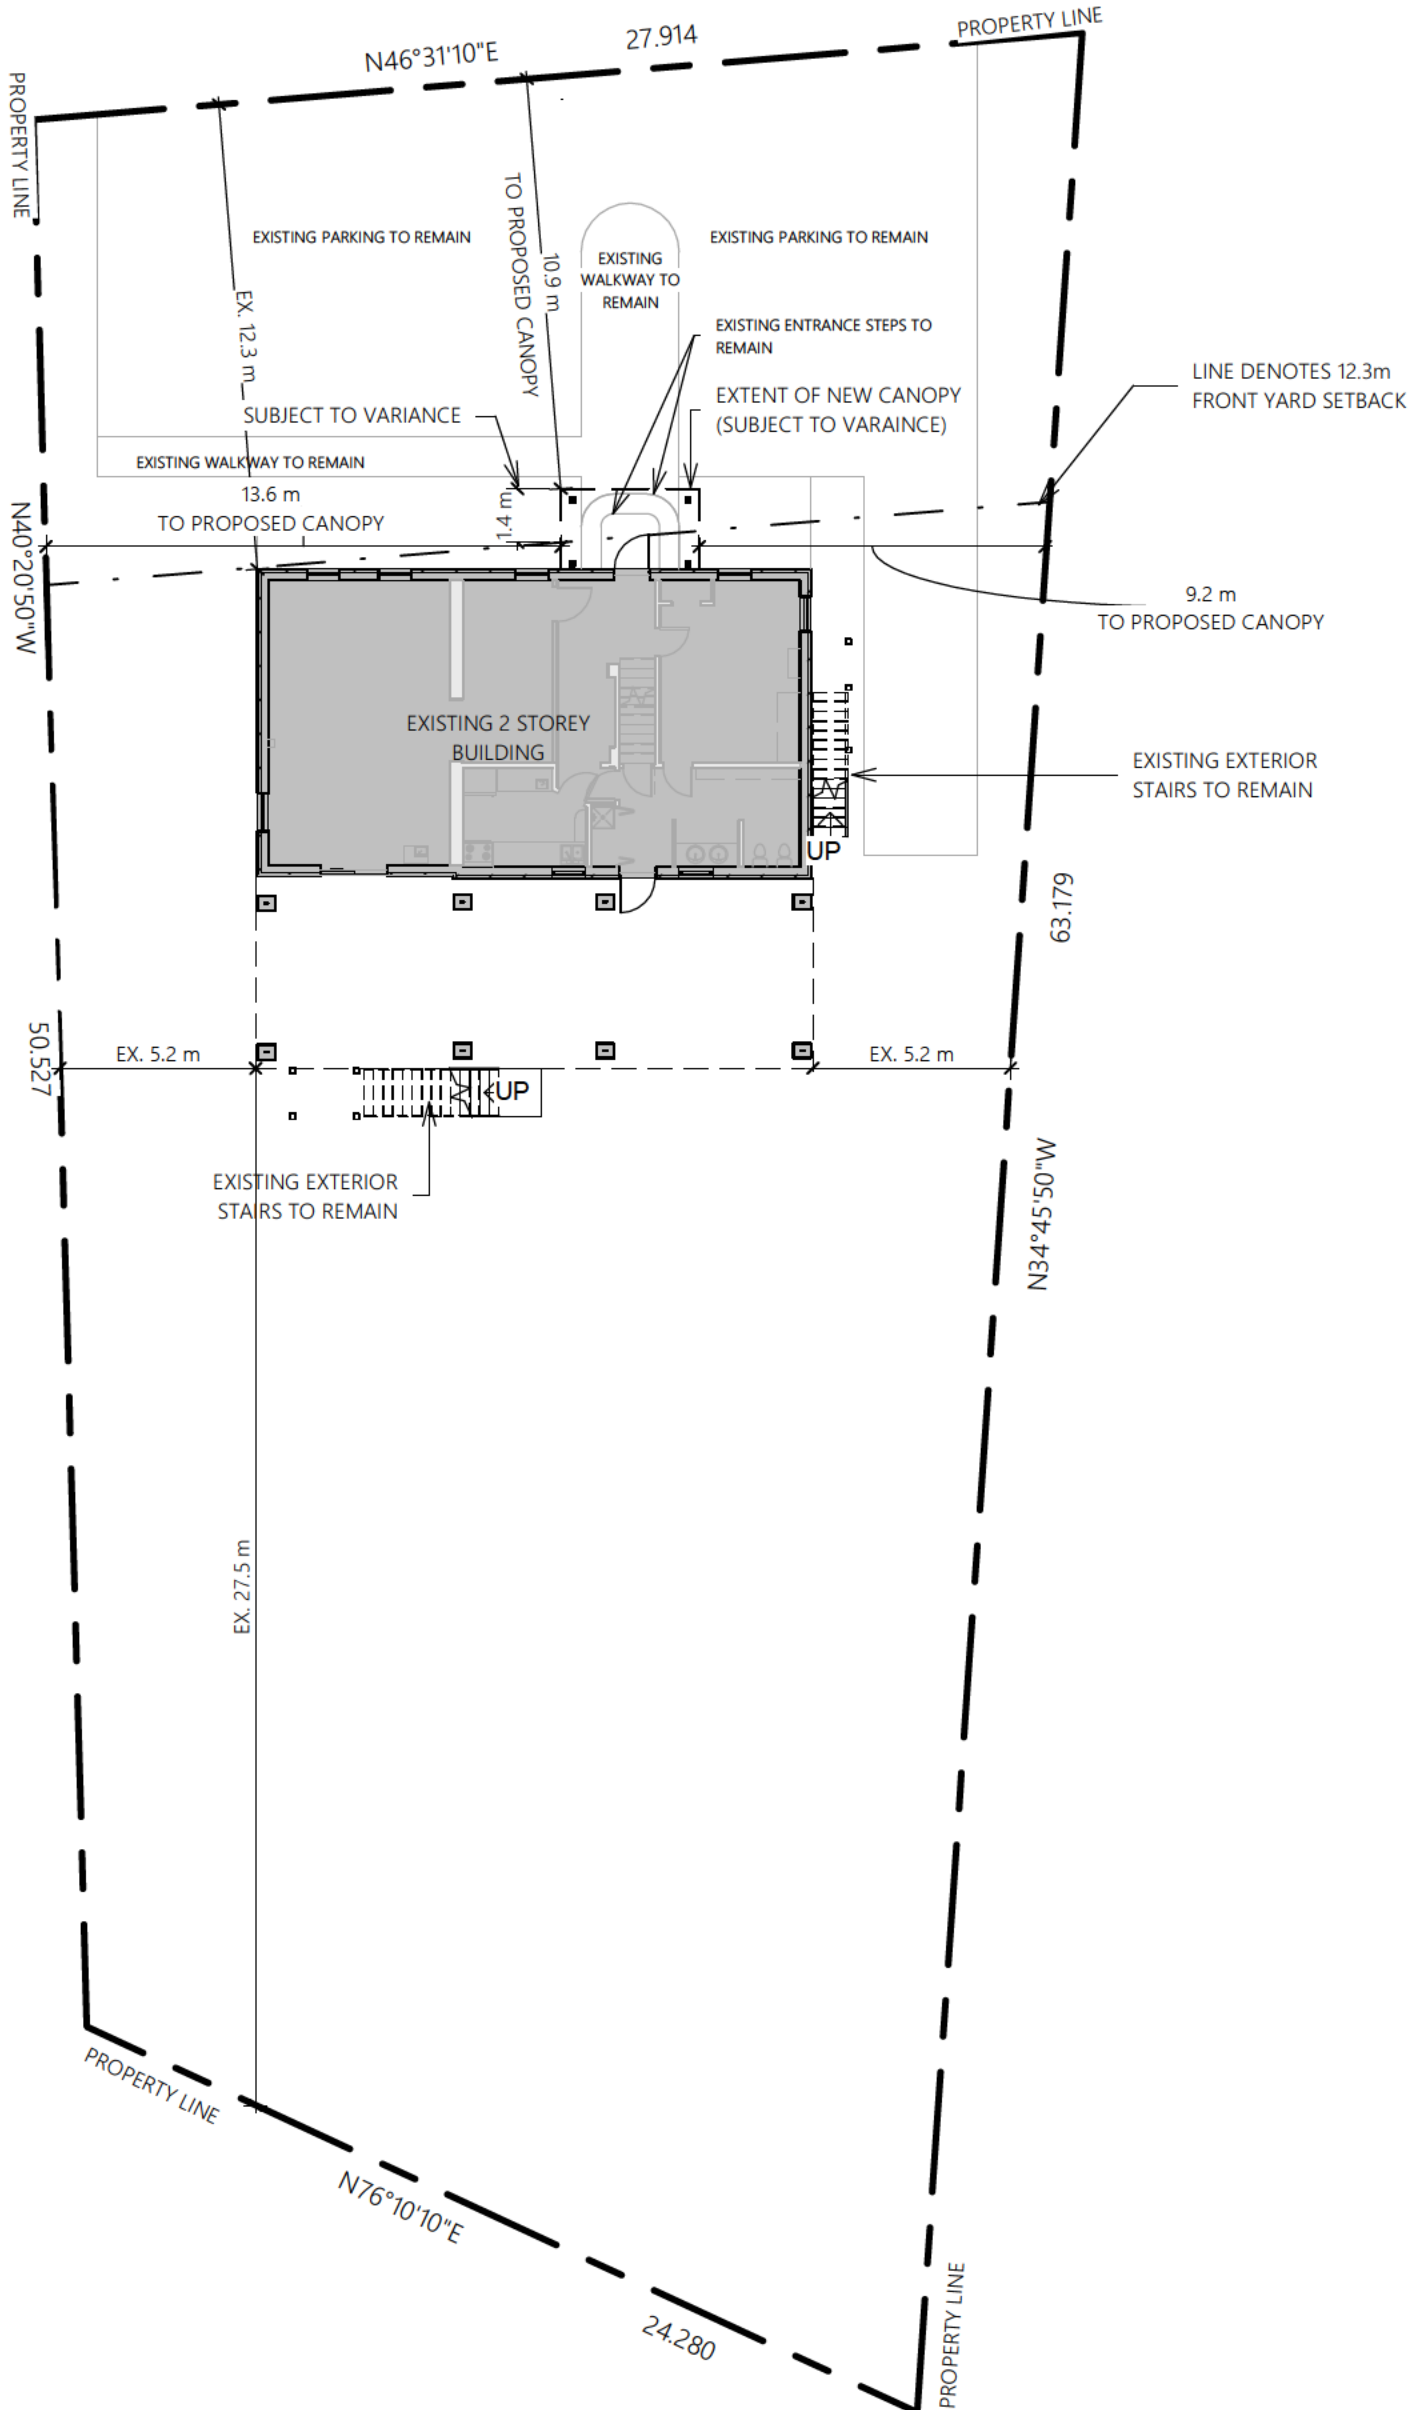 PROPERTY LINE
27.914
N46°31'10"E
PROPERTY LINE
TO PROPOSED CANOPY
10.9 m
EXISTING PARKING TO REMAIN
EXISTING PARKING TO REMAIN
EXISTING
WALKWAY TO
REMAIN
EX. 12.3 m
EXISTING ENTRANCE STEPS TO
REMAIN
LINE DENOTES 12.3m
FRONT YARD SETBACK
EXTENT OF NEW CANOPY
(SUBJECT TO VARAINCE)
SUBJECT TO VARIANCE
EXISTING WALKWAY TO REMAIN
13.6 m
TO PROPOSED CANOPY
1.4 m
N40°20'50"W
9.2 m
TO PROPOSED CANOPY
EXISTING 2 STOREY
BUILDING
EXISTING EXTERIOR
STAIRS TO REMAIN
UP
63.179
50.527
EX. 5.2 m
EX. 5.2 m
UP
EXISTING EXTERIOR
STAIRS TO REMAIN
N34°45'50"W
EX. 27.5 m
PROPERTY LINE
N76°10'10"E
24.280
PROPERTY LINE